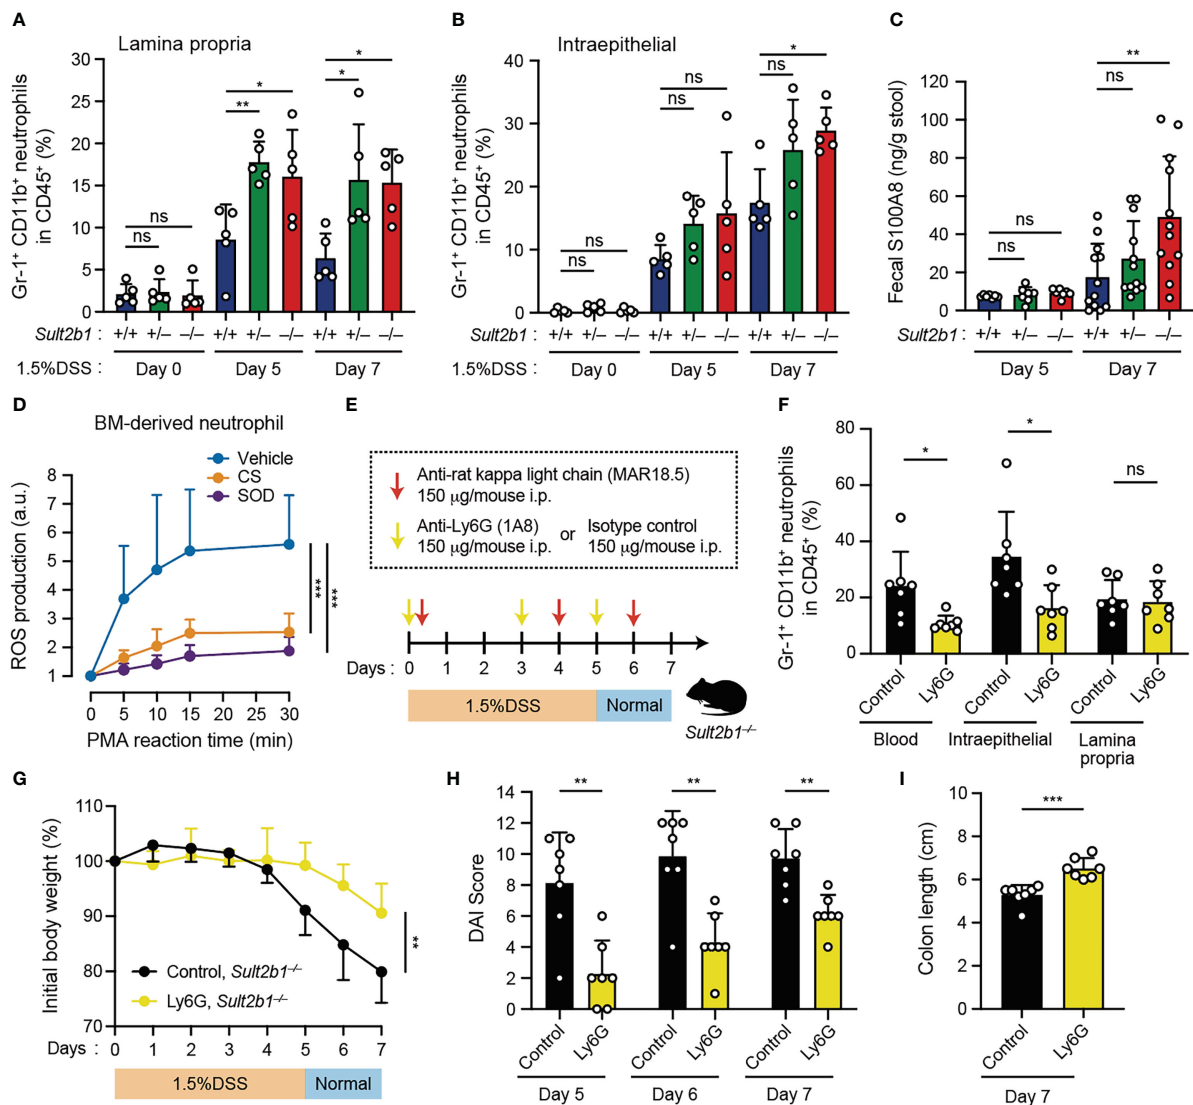 A
Lamina propria
Gr-1⁺ CD11b⁺ neutrophils
in CD45⁺ (%)
30
25
20
15
10
5
0
ns
ns
**
*
*
*
Sult2b1 : +/+ +/– –/– +/+ +/– –/– +/+ +/– –/–
1.5%DSS : Day 0 Day 5 Day 7
B
Intraepithelial
Gr-1⁺ CD11b⁺ neutrophils
in CD45⁺ (%)
40
30
20
10
0
ns
ns
ns
ns
ns
*
Sult2b1 : +/+ +/– –/– +/+ +/– –/– +/+ +/– –/–
1.5%DSS : Day 0 Day 5 Day 7
C
Fecal S100A8 (ng/g stool)
120
100
80
60
40
20
0
ns
ns
ns
**
Sult2b1 : +/+ +/– –/– +/+ +/– –/–
1.5%DSS : Day 5 Day 7
D
BM-derived neutrophil
Vehicle
CS
SOD
ROS production (a.u.)
8
7
6
5
4
3
2
1
***
***
0 5 10 15 20 25 30
PMA reaction time (min)
E
Anti-rat kappa light chain (MAR18.5)
150 μg/mouse i.p.
Anti-Ly6G (1A8) or Isotype control
150 μg/mouse i.p. 150 μg/mouse i.p.
Days : 0 1 2 3 4 5 6 7
1.5%DSS Normal
Sult2b1⁻/⁻
F
Gr-1⁺ CD11b⁺ neutrophils
in CD45⁺ (%)
80
60
40
20
0
*
*
ns
Control Ly6G Control Ly6G Control Ly6G
Blood Intraepithelial Lamina
propria
G
Initial body weight (%)
110
100
90
80
70
**
Control, Sult2b1⁻/⁻
Ly6G, Sult2b1⁻/⁻
Days : 0 1 2 3 4 5 6 7
1.5%DSS Normal
H
DAI Score
14
12
10
8
6
4
2
0
** ** **
Control Ly6G Control Ly6G Control Ly6G
Day 5 Day 6 Day 7
I
Colon length (cm)
10
8
6
4
2
0
***
Control Ly6G
Day 7